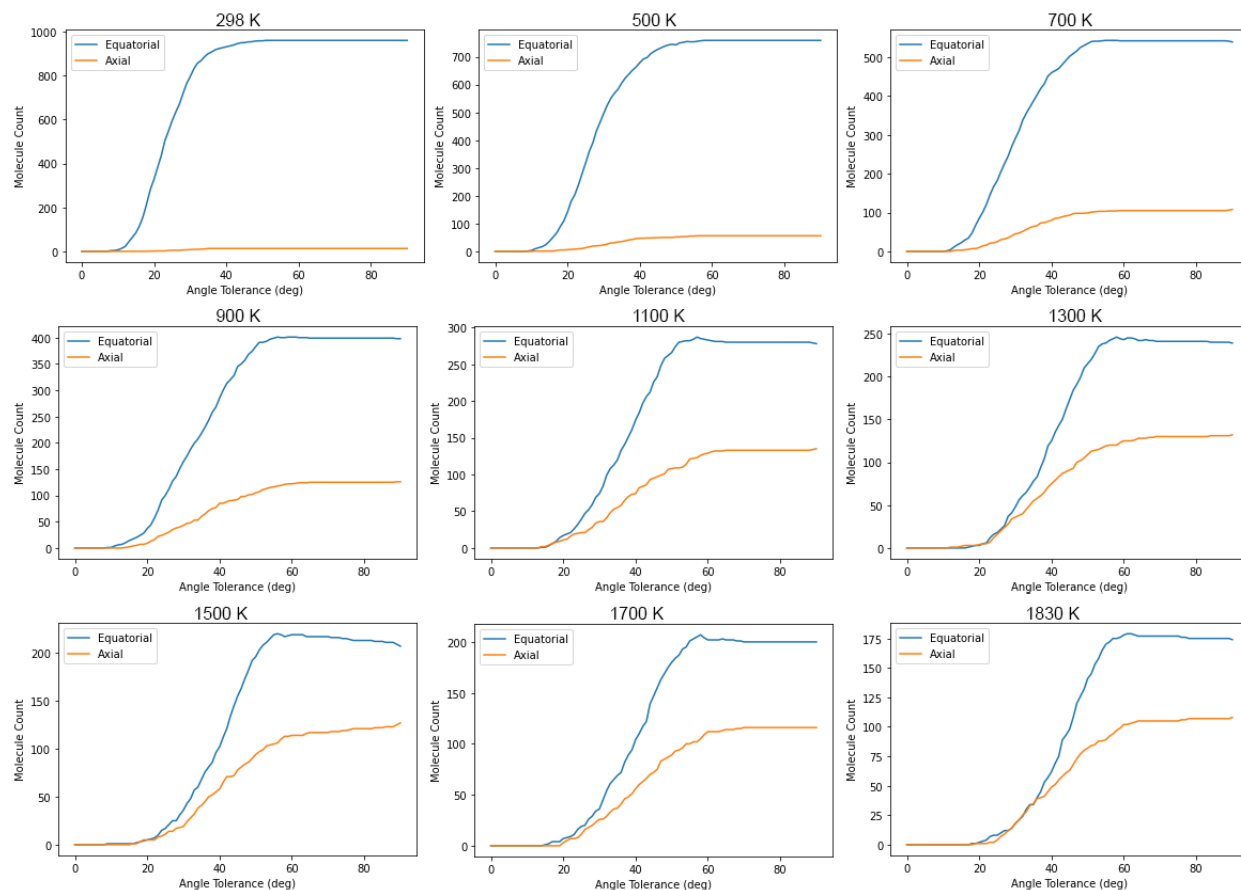 298 K
1000
800
600
400
200
0
Equatorial
Axial
Molecule Count
0 20 40 60 80
Angle Tolerance (deg)
500 K
700
600
500
400
300
200
100
0
Equatorial
Axial
Molecule Count
0 20 40 60 80
Angle Tolerance (deg)
700 K
500
400
300
200
100
0
Equatorial
Axial
Molecule Count
0 20 40 60 80
Angle Tolerance (deg)
900 K
400
350
300
250
200
150
100
50
0
Equatorial
Axial
Molecule Count
0 20 40 60 80
Angle Tolerance (deg)
1100 K
300
250
200
150
100
50
0
Equatorial
Axial
Molecule Count
0 20 40 60 80
Angle Tolerance (deg)
1300 K
250
200
150
100
50
0
Equatorial
Axial
Molecule Count
0 20 40 60 80
Angle Tolerance (deg)
1500 K
200
150
100
50
0
Equatorial
Axial
Molecule Count
0 20 40 60 80
Angle Tolerance (deg)
1700 K
200
150
100
50
0
Equatorial
Axial
Molecule Count
0 20 40 60 80
Angle Tolerance (deg)
1830 K
175
150
125
100
75
50
25
0
Equatorial
Axial
Molecule Count
0 20 40 60 80
Angle Tolerance (deg)